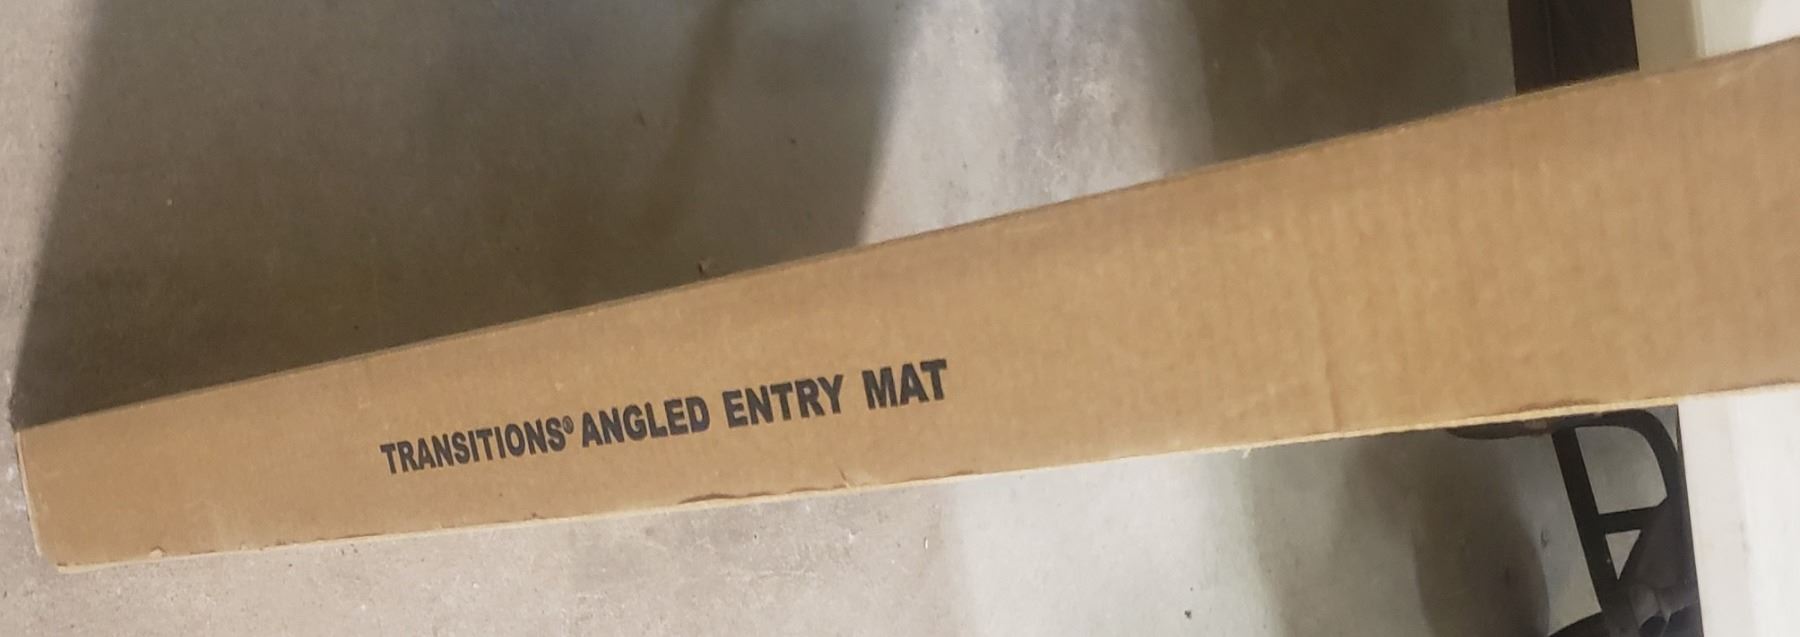 TRANSITIONS® ANGLED ENTRY MAT